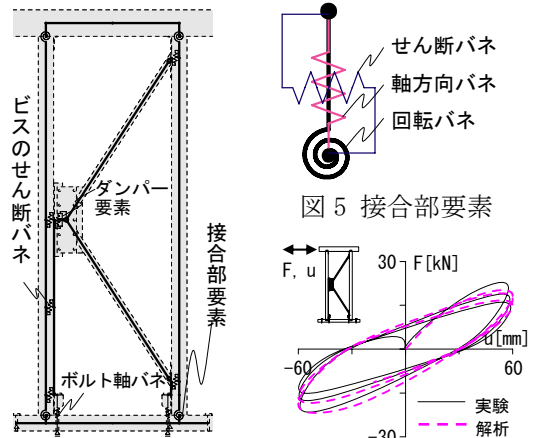 ビスのせん断バネ
ダンパー
要素
接合部要素
ボルト軸バネ
せん断バネ
軸方向バネ
回転バネ
図 5 接合部要素
F, u
30
F[kN]
u[mm]
-60
60
-30
実験
解析